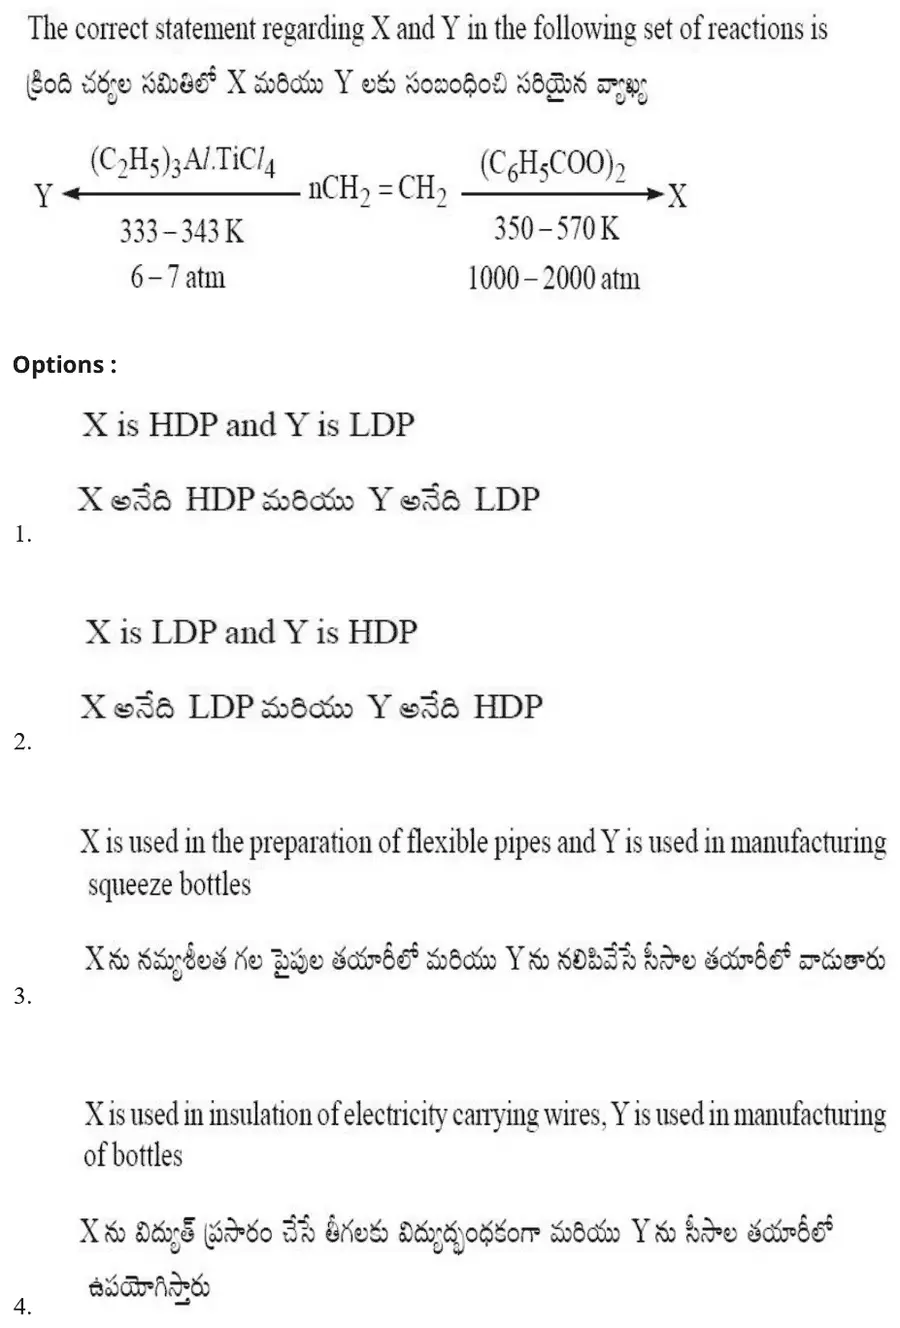 The correct statement regarding X and Y in the following set of reactions is
క్రింది చర్యల సమితిలో X మరియు Y లకు సంబంధించి సరియైన వ్యాఖ్య
(C₂H₅)₃Al.TiCl₄ (C₆H₅COO)₂
Y ← nCH₂ = CH₂ → X
333 – 343 K 350 – 570 K
6 – 7 atm 1000 – 2000 atm
Options :
X is HDP and Y is LDP
X అనేది HDP మరియు Y అనేది LDP
1.
X is LDP and Y is HDP
X అనేది LDP మరియు Y అనేది HDP
2.
X is used in the preparation of flexible pipes and Y is used in manufacturing
squeeze bottles
X ను నమ్యశీలత గల పైపుల తయారీలో మరియు Y ను నలిపివేసే సీసాల తయారీలో వాడుతారు
3.
X is used in insulation of electricity carrying wires, Y is used in manufacturing
of bottles
X ను విద్యుత్ ప్రసారం చేసే తీగలకు విద్యుద్బంధకంగా మరియు Y ను సీసాల తయారీలో
ఉపయోగిస్తారు
4.